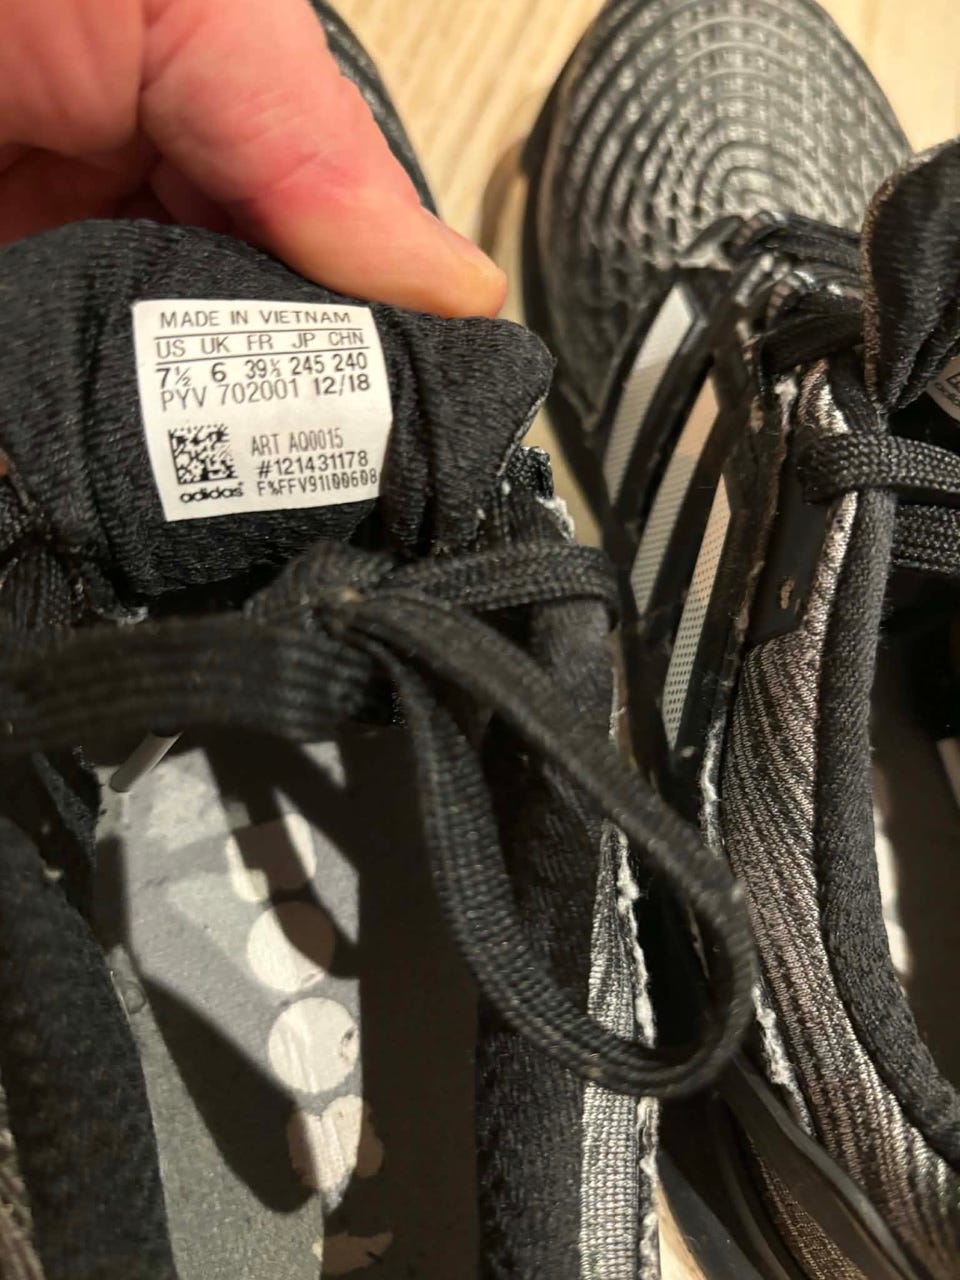 MADE IN VIETNAM
US UK FR JP CHN
7½ 6 39⅓ 245 240
PYV 702001 12/18
ART AQ0015
#121431178
adidas F%FFV91I00608